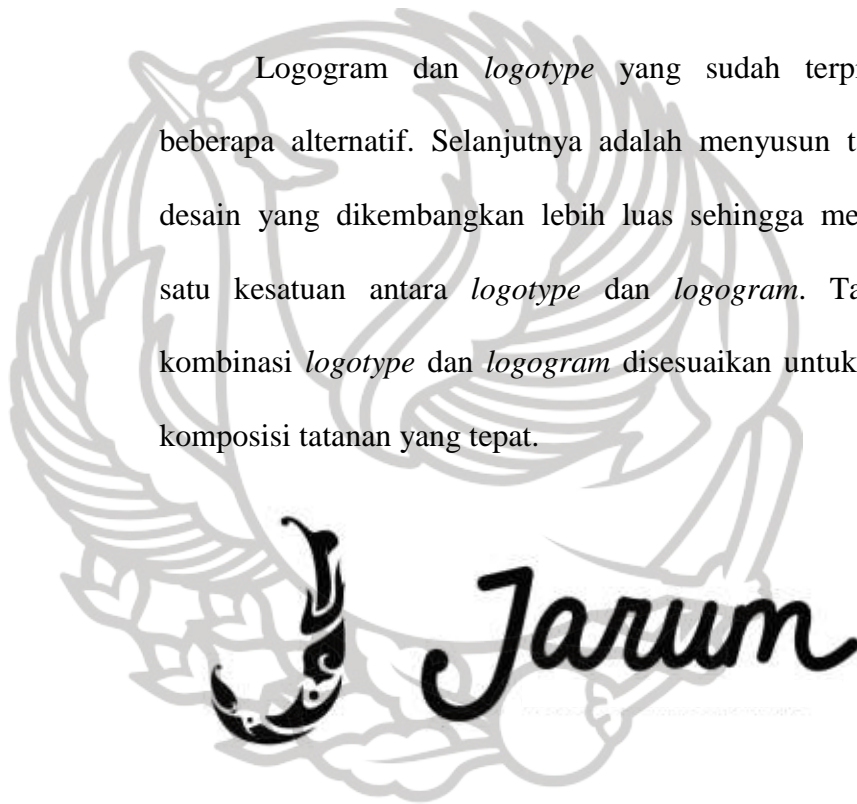 Logogram dan logotype yang sudah terp
beberapa alternatif. Selanjutnya adalah menyusun t
desain yang dikembangkan lebih luas sehingga me
satu kesatuan antara logotype dan logogram. Ta
kombinasi logotype dan logogram disesuaikan untuk
komposisi tatanan yang tepat.
J Jarum